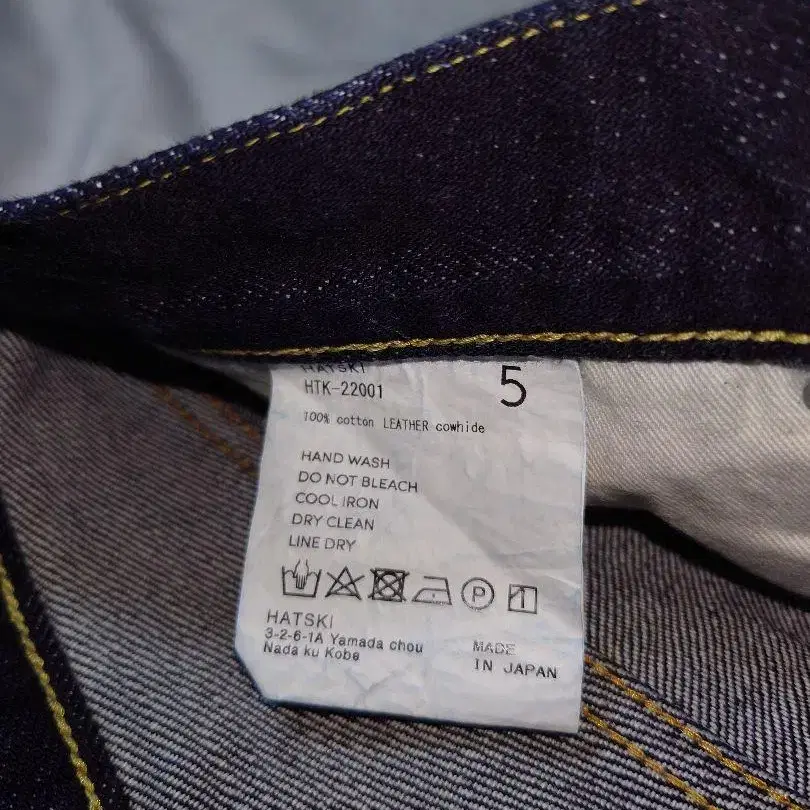 HATSKI
HTK-22001
5
100% cotton LEATHER cowhide
HAND WASH
DO NOT BLEACH
COOL IRON
DRY CLEAN
LINE DRY
P
HATSKI
3-2-6-1A Yamada chou
Nada ku Kobe
MADE
IN JAPAN